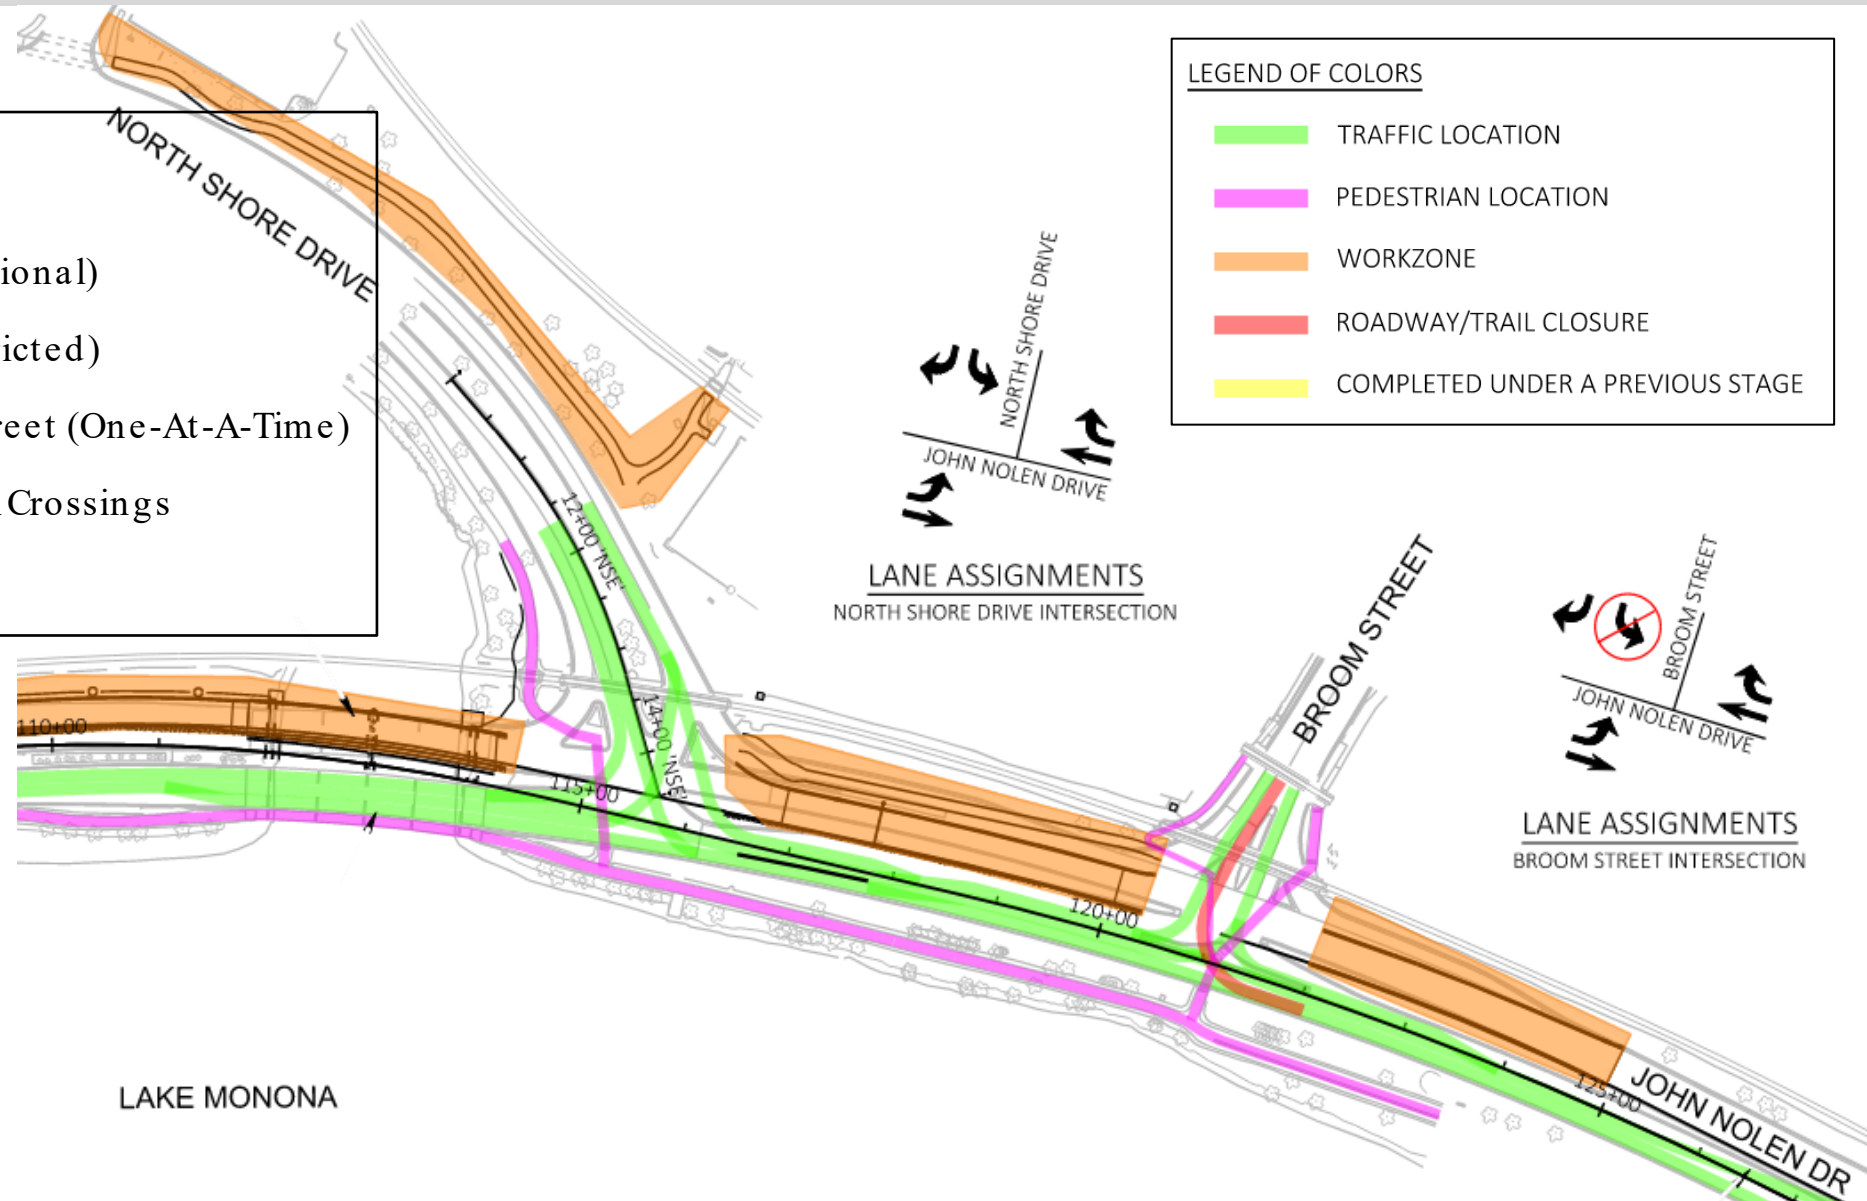 LEGEND OF COLORS
TRAFFIC LOCATION
PEDESTRIAN LOCATION
WORKZONE
ROADWAY/TRAIL CLOSURE
COMPLETED UNDER A PREVIOUS STAGE
NORTH SHORE DRIVE
ional)
icted)
reet (One-At-A-Time)
Crossings
12+00 'NSE'
14+00 'NSE'
NORTH SHORE DRIVE
JOHN NOLEN DRIVE
LANE ASSIGNMENTS
NORTH SHORE DRIVE INTERSECTION
BROOM STREET
BROOM STREET
JOHN NOLEN DRIVE
LANE ASSIGNMENTS
BROOM STREET INTERSECTION
110+00
115+00
120+00
125+00
JOHN NOLEN DR
LAKE MONONA